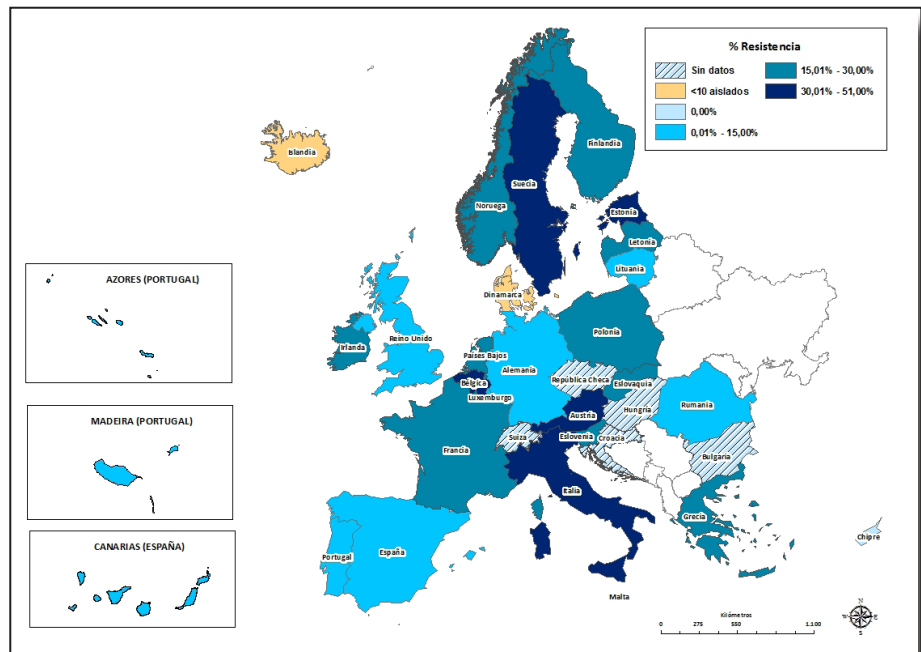 % Resistencia
Sin datos
<10 aislados
0,00%
0,01% - 15,00%
15,01% - 30,00%
30,01% - 51,00%
Islandia
Finlandia
Suecia
Noruega
Estonia
Letonia
Lituania
AZORES (PORTUGAL)
Dinamarca
Irlanda
Reino Unido
Países Bajos
Polonia
Alemania
Bélgica
República Checa
Luxemburgo
Eslovaquia
MADEIRA (PORTUGAL)
Austria
Hungría
Rumanía
Suiza
Eslovenia
Croacia
Francia
Bulgaria
Italia
Grecia
Chipre
CANARIAS (ESPAÑA)
Portugal
España
Malta
Kilómetros
0 275 550 1.100
N
S